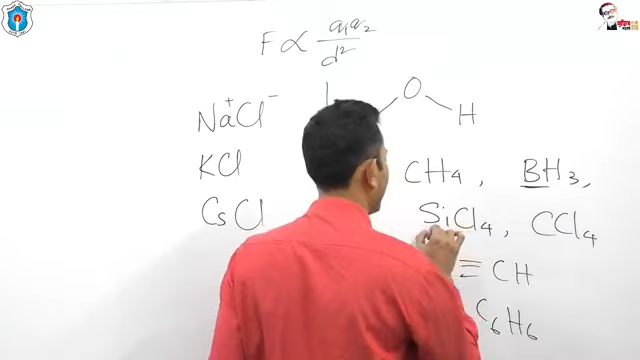 F ∝ q₁q₂ / d²
Na⁺Cl⁻
O
H
KCl
CH₄, BH₃,
CsCl
SiCl₄, CCl₄
≡ CH
C₆H₆